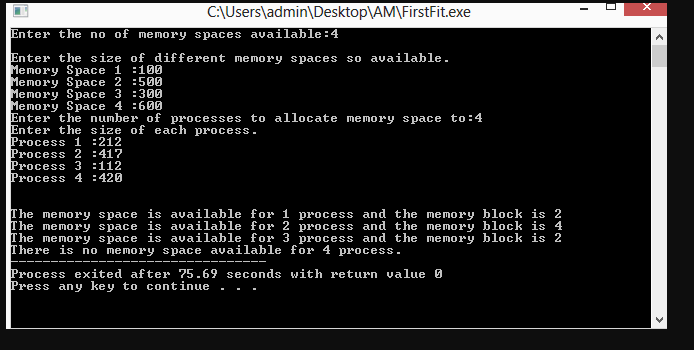 C:\Users\admin\Desktop\AM\FirstFit.exe
Enter the no of memory spaces available:4
Enter the size of different memory spaces so available.
Memory Space 1 :100
Memory Space 2 :500
Memory Space 3 :300
Memory Space 4 :600
Enter the number of processes to allocate memory space to:4
Enter the size of each process.
Process 1 :212
Process 2 :417
Process 3 :112
Process 4 :420
The memory space is available for 1 process and the memory block is 2
The memory space is available for 2 process and the memory block is 4
The memory space is available for 3 process and the memory block is 2
There is no memory space available for 4 process.
--------------------------------
Process exited after 75.69 seconds with return value 0
Press any key to continue . . .